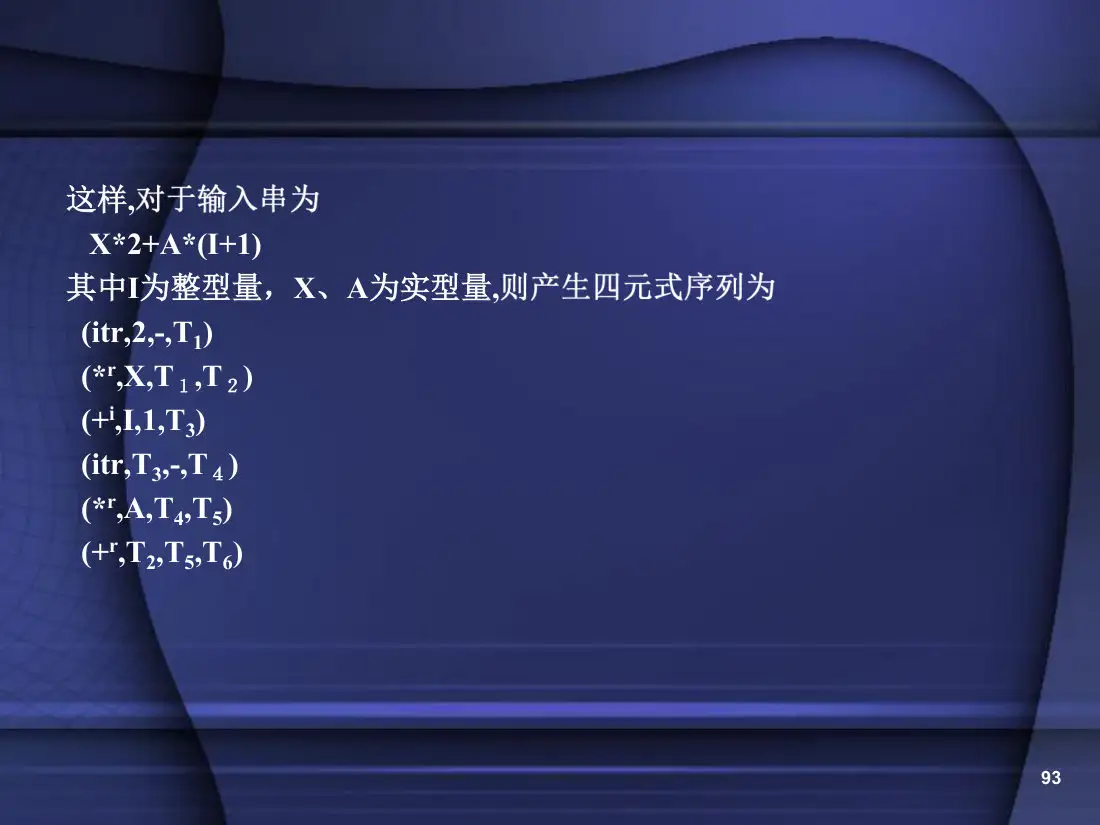 这样,对于输入串为
X*2+A*(I+1)
其中I为整型量，X、A为实型量,则产生四元式序列为
(itr,2,-,T₁)
(*ʳ,X,T１,T２)
(+ⁱ,I,1,T₃)
(itr,T₃,-,T４)
(*ʳ,A,T₄,T₅)
(+ʳ,T₂,T₅,T₆)
93